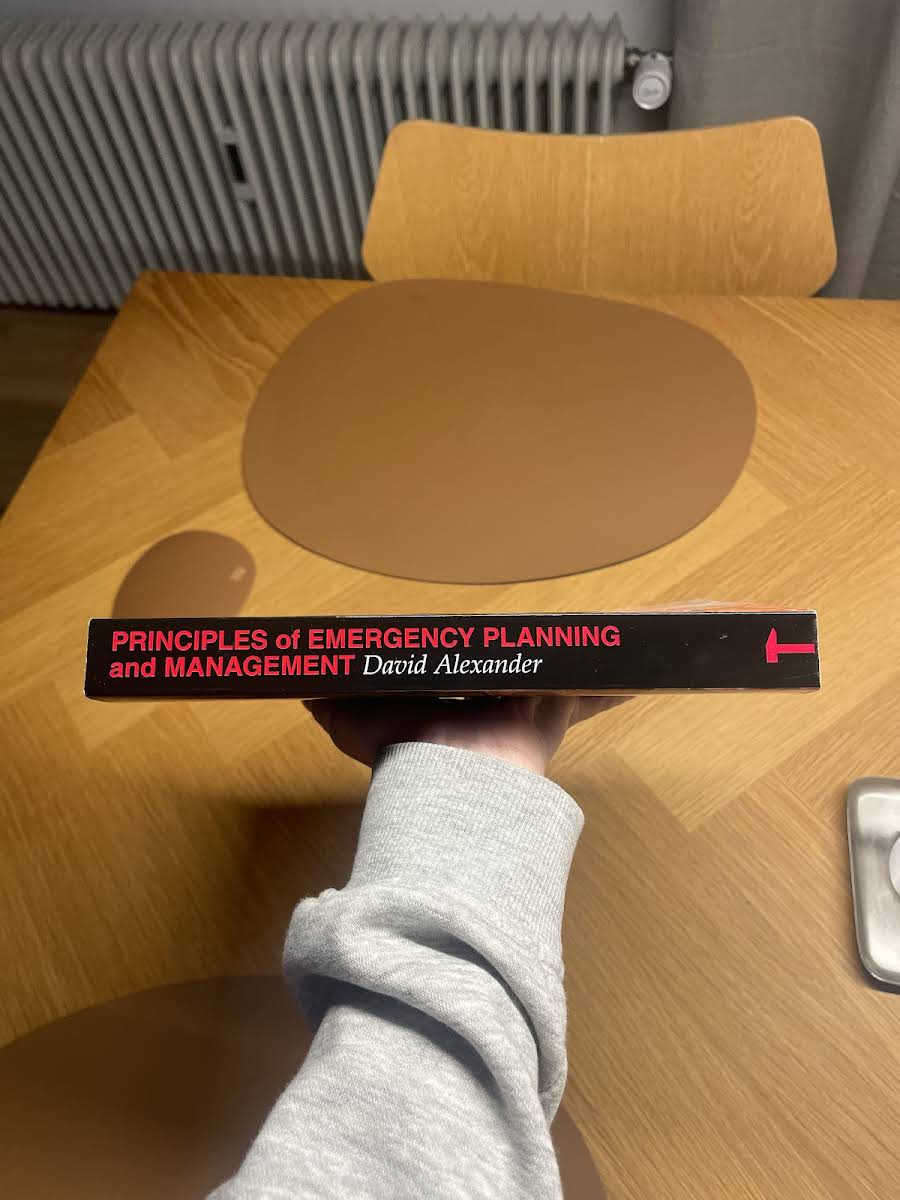 PRINCIPLES of EMERGENCY PLANNING
and MANAGEMENT David Alexander